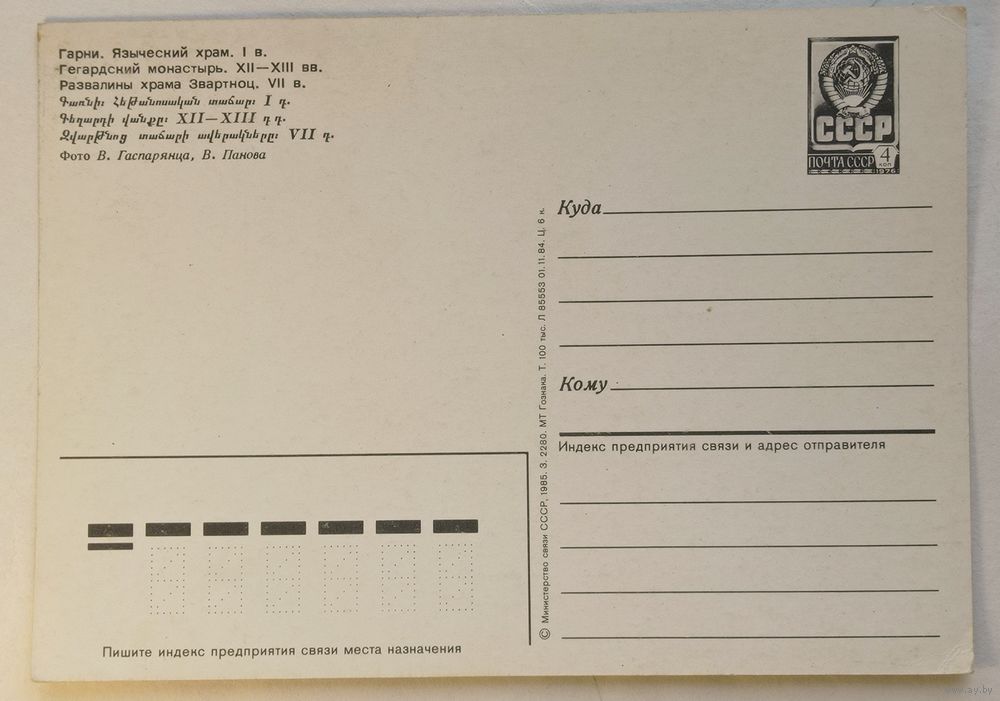 Гарни. Языческий храм. I в.
Гегардский монастырь. XII—XIII вв.
Развалины храма Звартноц. VII в.
Գառնի։ Հեթանոսական տաճար։ I դ.
Գեղարդի վանքը։ XII—XIII դ դ.
Զվարթնոց տաճարի ավերակները։ VII դ.
Фото В. Гаспарянца, В. Панова
СССР
ПОЧТА СССР 4 КОП
1976
Куда
Кому
Индекс предприятия связи и адрес отправителя
© Министерство связи СССР, 1985. З. 2280. МТ Гознака. Т. 100 тыс. Л 85553 01.11.84. Ц. 6 к.
Пишите индекс предприятия связи места назначения
www.ay.by